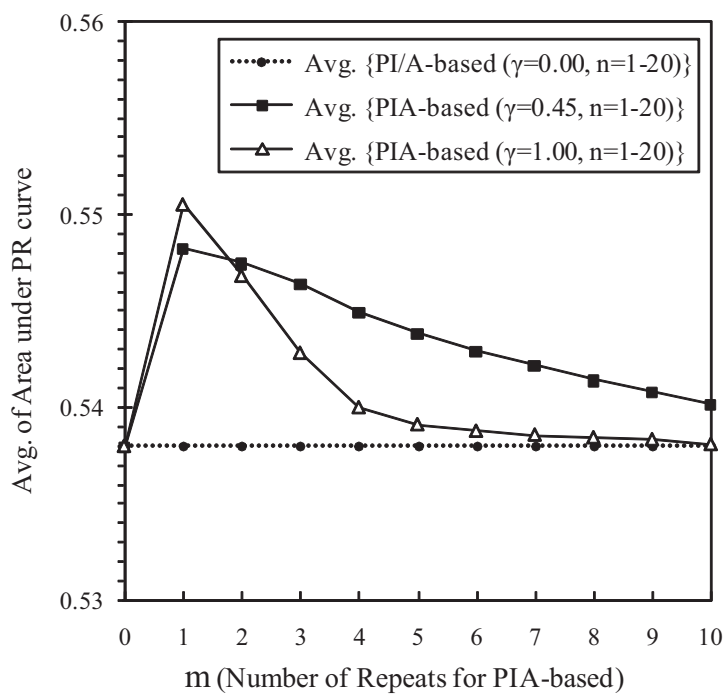 0.56
Avg. {PI/A-based (γ=0.00, n=1-20)}
Avg. {PIA-based (γ=0.45, n=1-20)}
Avg. {PIA-based (γ=1.00, n=1-20)}
0.55
0.54
0.53
Avg. of Area under PR curve
0 1 2 3 4 5 6 7 8 9 10
m (Number of Repeats for PIA-based)